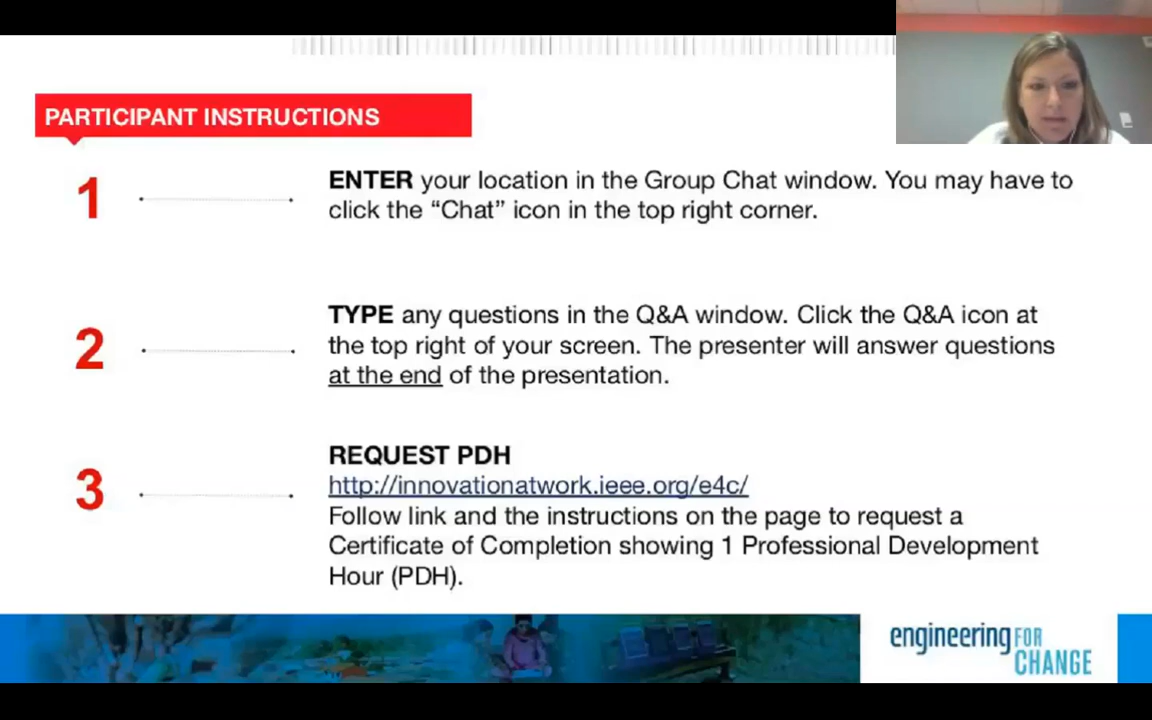 PARTICIPANT INSTRUCTIONS
1
ENTER your location in the Group Chat window. You may have to
click the “Chat” icon in the top right corner.
2
TYPE any questions in the Q&A window. Click the Q&A icon at
the top right of your screen. The presenter will answer questions
at the end of the presentation.
3
REQUEST PDH
http://innovationatwork.ieee.org/e4c/
Follow link and the instructions on the page to request a
Certificate of Completion showing 1 Professional Development
Hour (PDH).
engineering FOR
CHANGE